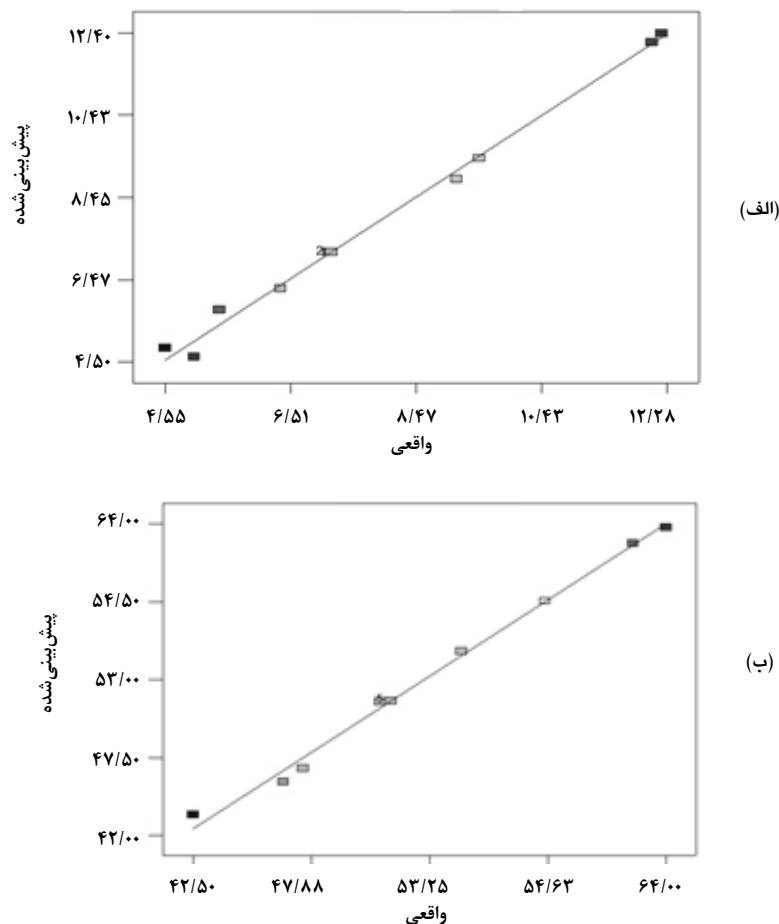 ۱۲/۴۰
۱۰/۴۳
۸/۴۵
۶/۴۷
۴/۵۰
پیش‌بینی‌شده
(الف)
۴/۵۵ ۶/۵۱ ۸/۴۷ ۱۰/۴۳ ۱۲/۲۸
واقعی
۶۴/۰۰
۵۴/۵۰
۵۳/۰۰
۴۷/۵۰
۴۲/۰۰
پیش‌بینی‌شده
(ب)
۴۲/۵۰ ۴۷/۸۸ ۵۳/۲۵ ۵۴/۶۳ ۶۴/۰۰
واقعی